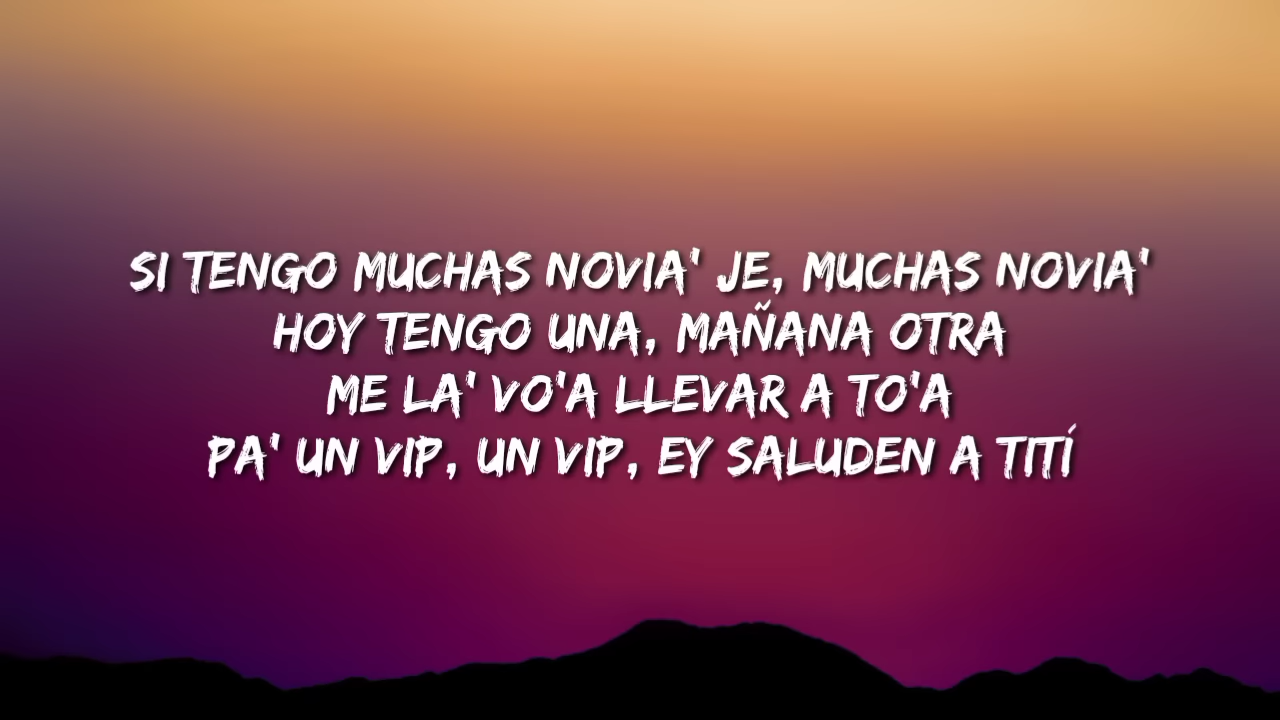 SI TENGO MUCHAS NOVIA' JE, MUCHAS NOVIA'
HOY TENGO UNA, MAÑANA OTRA
ME LA' VO'A LLEVAR A TO'A
PA' UN VIP, UN VIP, EY SALUDEN A TITÍ